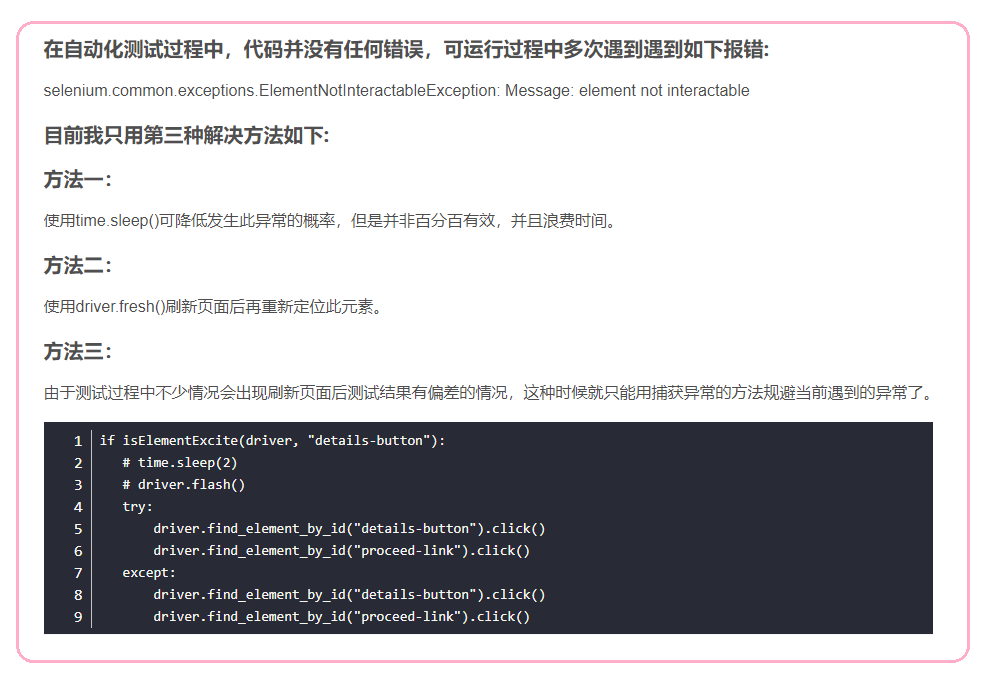 在自动化测试过程中，代码并没有任何错误，可运行过程中多次遇到遇到如下报错:
selenium.common.exceptions.ElementNotInteractableException: Message: element not interactable
目前我只用第三种解决方法如下:
方法一：
使用time.sleep()可降低发生此异常的概率，但是并非百分百有效，并且浪费时间。
方法二：
使用driver.fresh()刷新页面后再重新定位此元素。
方法三：
由于测试过程中不少情况会出现刷新页面后测试结果有偏差的情况，这种时候就只能用捕获异常的方法规避当前遇到的异常了。
1 if isElementExcite(driver, "details-button"):
2    # time.sleep(2)
3    # driver.flash()
4    try:
5        driver.find_element_by_id("details-button").click()
6        driver.find_element_by_id("proceed-link").click()
7    except:
8        driver.find_element_by_id("details-button").click()
9        driver.find_element_by_id("proceed-link").click()